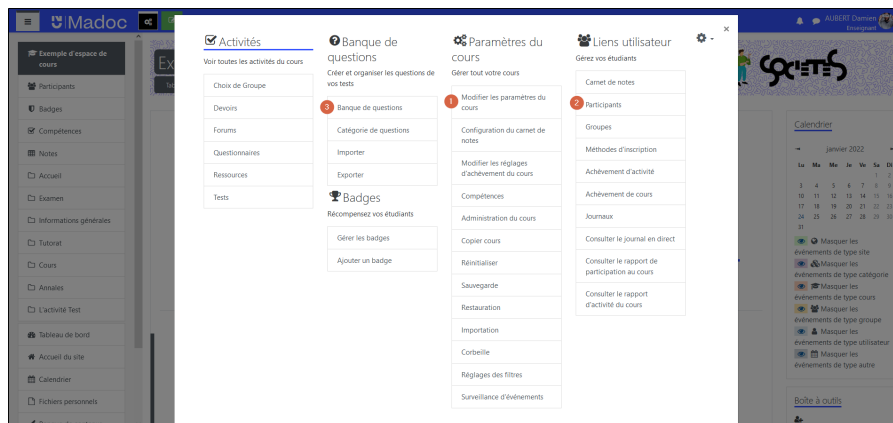 Madoc
AUBERT Damien
Enseignant
Exemple d'espace de
cours
Participants
Badges
Compétences
Notes
Accueil
Examen
Informations générales
Tutorat
Cours
Annales
L'activité Test
Tableau de bord
Accueil du site
Calendrier
Fichiers personnels
Ex
Activités
Voir toutes les activités du cours
Choix de Groupe
Devoirs
Forums
Questionnaires
Ressources
Tests
Banque de
questions
Créer et organiser les questions de
vos tests
3 Banque de questions
Catégorie de questions
Importer
Exporter
Badges
Récompensez vos étudiants
Gérer les badges
Ajouter un badge
Paramètres du
cours
Gérer tout votre cours
1 Modifier les paramètres du
cours
Configuration du carnet de
notes
Modifier les réglages
d'achèvement du cours
Compétences
Administration du cours
Copier cours
Réinitialiser
Sauvegarde
Restauration
Importation
Corbeille
Réglages des filtres
Surveillance d'événements
Liens utilisateur
Gérez vos étudiants
Carnet de notes
2 Participants
Groupes
Méthodes d'inscription
Achèvement d'activité
Achèvement de cours
Journaux
Consulter le journal en direct
Consulter le rapport de
participation au cours
Consulter le rapport
d'activité du cours
×
Calendrier
janvier 2022
Lu Ma Me Je Ve Sa Di
1 2
3 4 5 6 7 8 9
10 11 12 13 14 15 16
17 18 19 20 21 22 23
24 25 26 27 28 29 30
31
Masquer les
événements de type site
Masquer les
événements de type catégorie
Masquer les
événements de type cours
Masquer les
événements de type groupe
Masquer les
événements de type utilisateur
Masquer les
événements de type autre
Boîte à outils